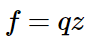 f = qz